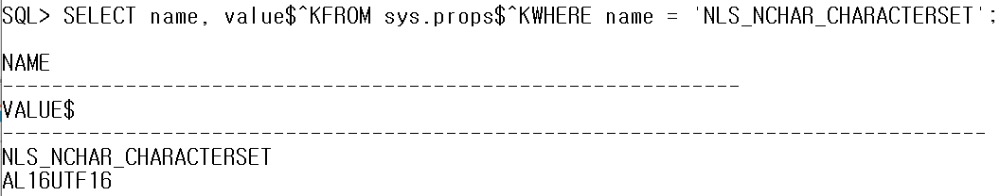 SQL> SELECT name, value$^KFROM sys.props$^KWHERE name = 'NLS_NCHAR_CHARACTERSET';
NAME
------------------------------------------------------------
VALUE$
--------------------------------------------------------------------------------
NLS_NCHAR_CHARACTERSET
AL16UTF16